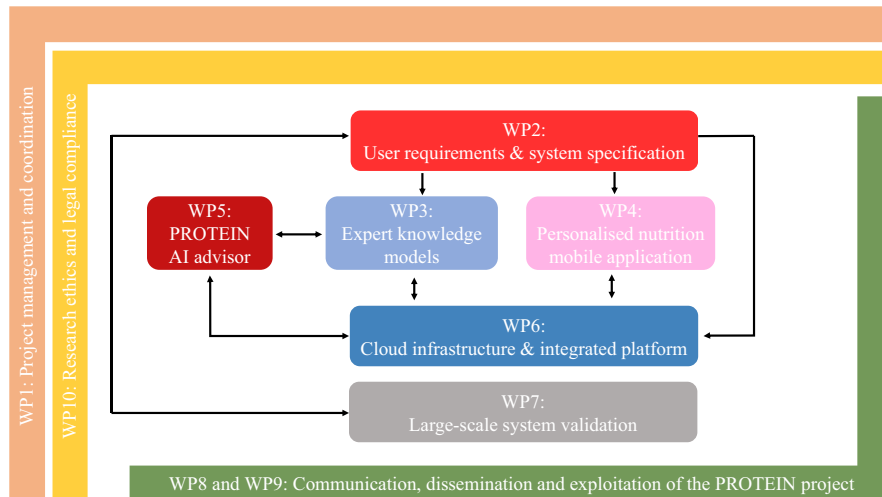 WP1: Project management and coordination
WP10: Research ethics and legal compliance
WP2:
User requirements & system specification
WP5:
PROTEIN
AI advisor
WP3:
Expert knowledge
models
WP4:
Personalised nutrition
mobile application
WP6:
Cloud infrastructure & integrated platform
WP7:
Large-scale system validation
WP8 and WP9: Communication, dissemination and exploitation of the PROTEIN project